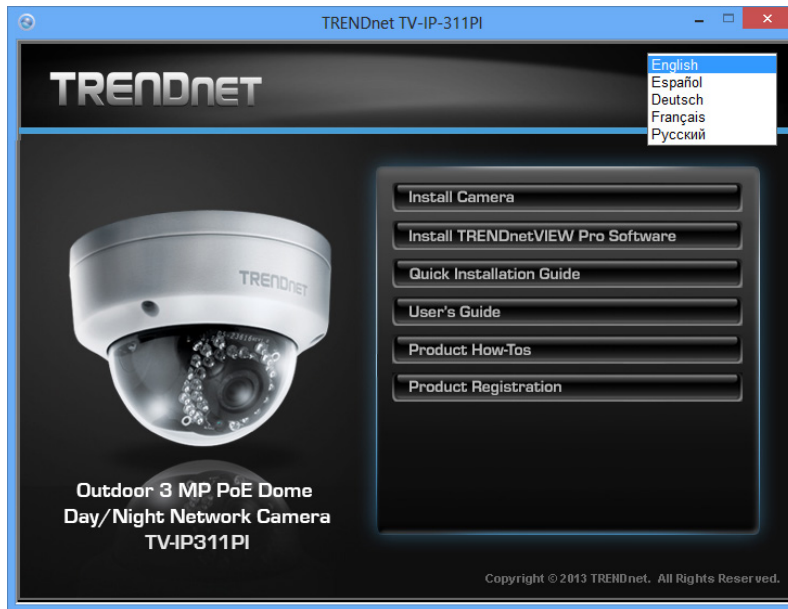 TRENDnet TV-IP-311PI
TRENDnet
English
Español
Deutsch
Français
Русский
TRENDnet
Install Camera
Install TRENDnetVIEW Pro Software
Quick Installation Guide
User's Guide
Product How-Tos
Product Registration
Outdoor 3 MP PoE Dome
Day/Night Network Camera
TV-IP311PI
Copyright © 2013 TRENDnet. All Rights Reserved.